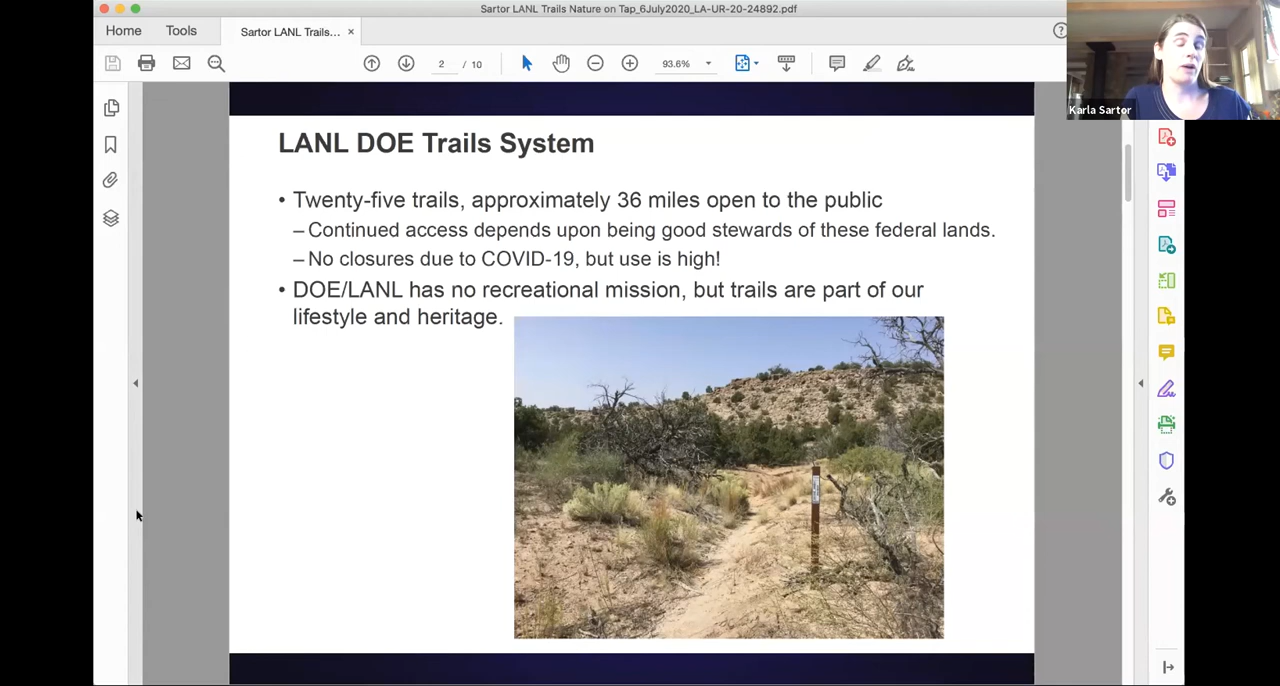 Sartor LANL Trails Nature on Tap_6July2020_LA-UR-20-24892.pdf
Home Tools Sartor LANL Trails... ×
2 / 10 93.6%
Karla Sartor
LANL DOE Trails System
• Twenty-five trails, approximately 36 miles open to the public
– Continued access depends upon being good stewards of these federal lands.
– No closures due to COVID-19, but use is high!
• DOE/LANL has no recreational mission, but trails are part of our
lifestyle and heritage.